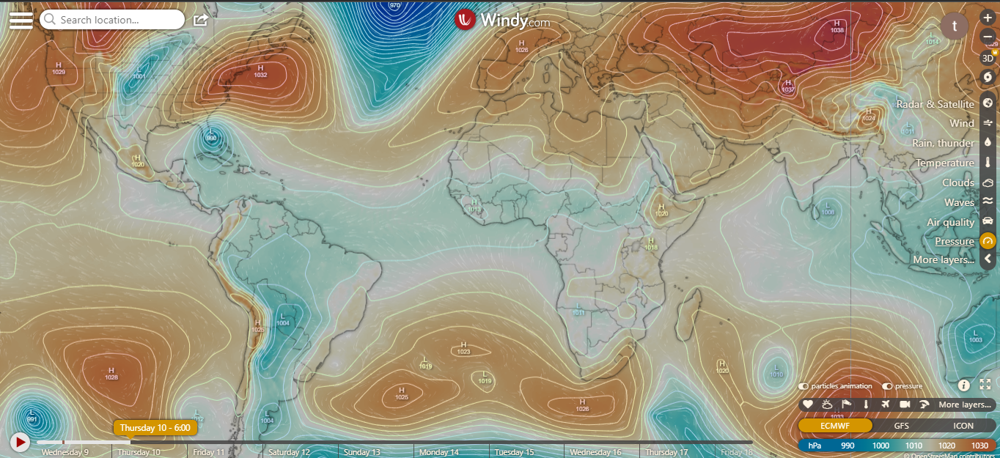 Search location...
Windy.com
t
+
−
3D
970
H
1038
H
1026
L
1014
1029
H
1029
L
1001
H
1032
H
1037
H
1024
L
1011
L
980
H
1020
Radar & Satellite
Wind
Rain, thunder
Temperature
Clouds
Waves
Air quality
Pressure
More layers...
H
1013
H
1020
L
1008
H
1018
L
1011
H
1025
L
1004
L
1003
H
1023
L
1019
L
1019
H
1020
L
1010
H
1028
H
1025
H
1026
L
991
L
1012
L
1004
1033
particles animation
pressure
i
More layers...
ECMWF
GFS
ICON
Thursday 10 - 6:00
hPa
990
1000
1010
1020
1030
Wednesday 9
Thursday 10
Friday 11
Saturday 12
Sunday 13
Monday 14
Tuesday 15
Wednesday 16
Thursday 17
Friday 18
© OpenStreetMap contributors